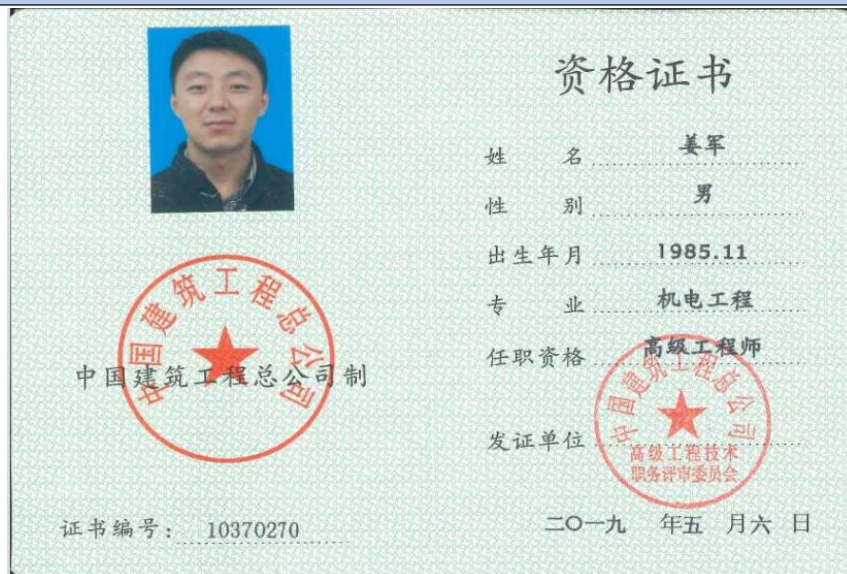 中国建筑工程总公司
中国建筑工程总公司制
证书编号： 10370270
资格证书
姓 名 姜军
性 别 男
出生年月 1985.11
专 业 机电工程
任职资格 高级工程师
发证单位
中国建筑工程总公司
高级工程技术
职务评审委员会
二〇一九 年五 月六 日